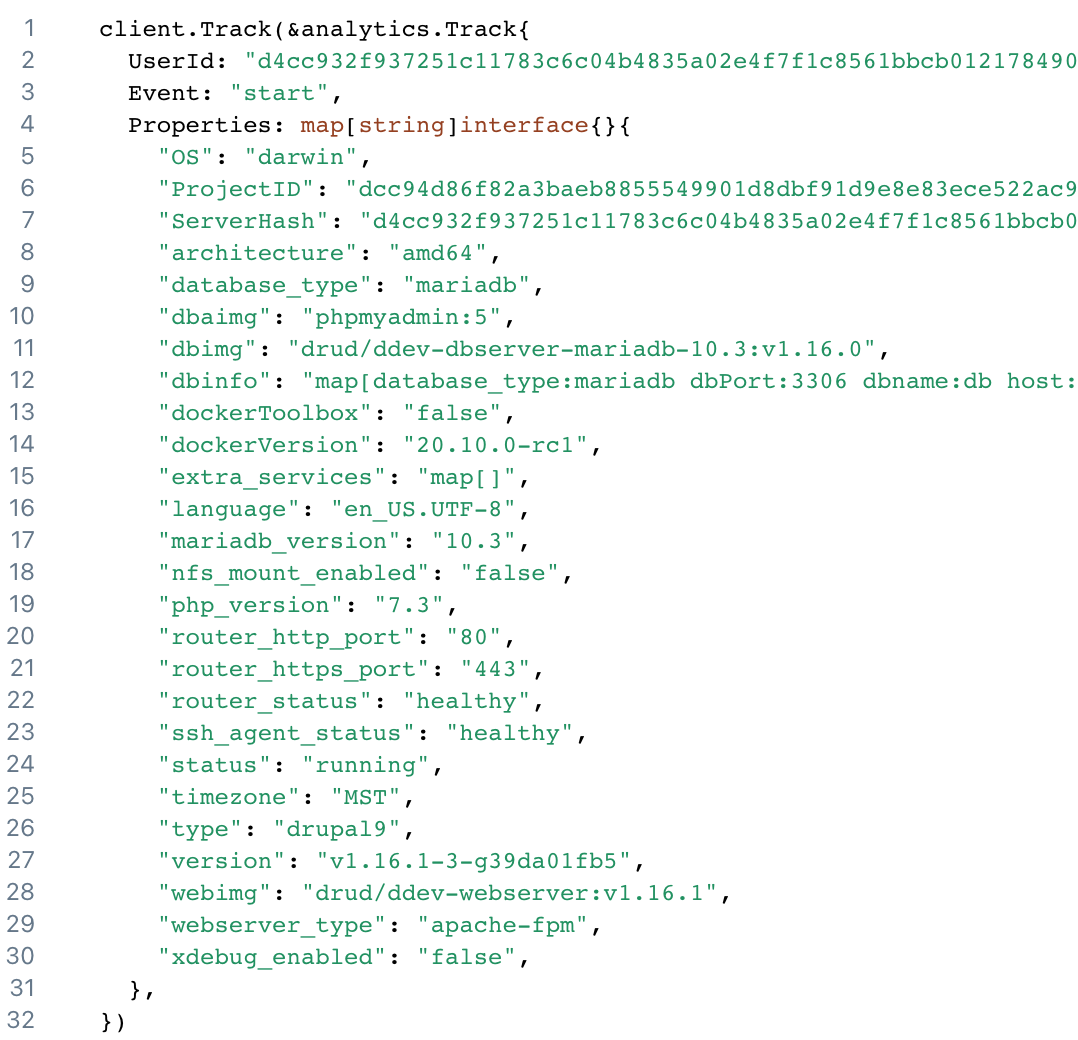 1 client.Track(&analytics.Track{
2 UserId: "d4cc932f937251c11783c6c04b4835a02e4f7f1c8561bbcb012178490
3 Event: "start",
4 Properties: map[string]interface{}{
5 "OS": "darwin",
6 "ProjectID": "dcc94d86f82a3baeb8855549901d8dbf91d9e8e83ece522ac9
7 "ServerHash": "d4cc932f937251c11783c6c04b4835a02e4f7f1c8561bbcb0
8 "architecture": "amd64",
9 "database_type": "mariadb",
10 "dbaimg": "phpmyadmin:5",
11 "dbimg": "drud/ddev-dbserver-mariadb-10.3:v1.16.0",
12 "dbinfo": "map[database_type:mariadb dbPort:3306 dbname:db host:
13 "dockerToolbox": "false",
14 "dockerVersion": "20.10.0-rc1",
15 "extra_services": "map[]",
16 "language": "en_US.UTF-8",
17 "mariadb_version": "10.3",
18 "nfs_mount_enabled": "false",
19 "php_version": "7.3",
20 "router_http_port": "80",
21 "router_https_port": "443",
22 "router_status": "healthy",
23 "ssh_agent_status": "healthy",
24 "status": "running",
25 "timezone": "MST",
26 "type": "drupal9",
27 "version": "v1.16.1-3-g39da01fb5",
28 "webimg": "drud/ddev-webserver:v1.16.1",
29 "webserver_type": "apache-fpm",
30 "xdebug_enabled": "false",
31 },
32 })